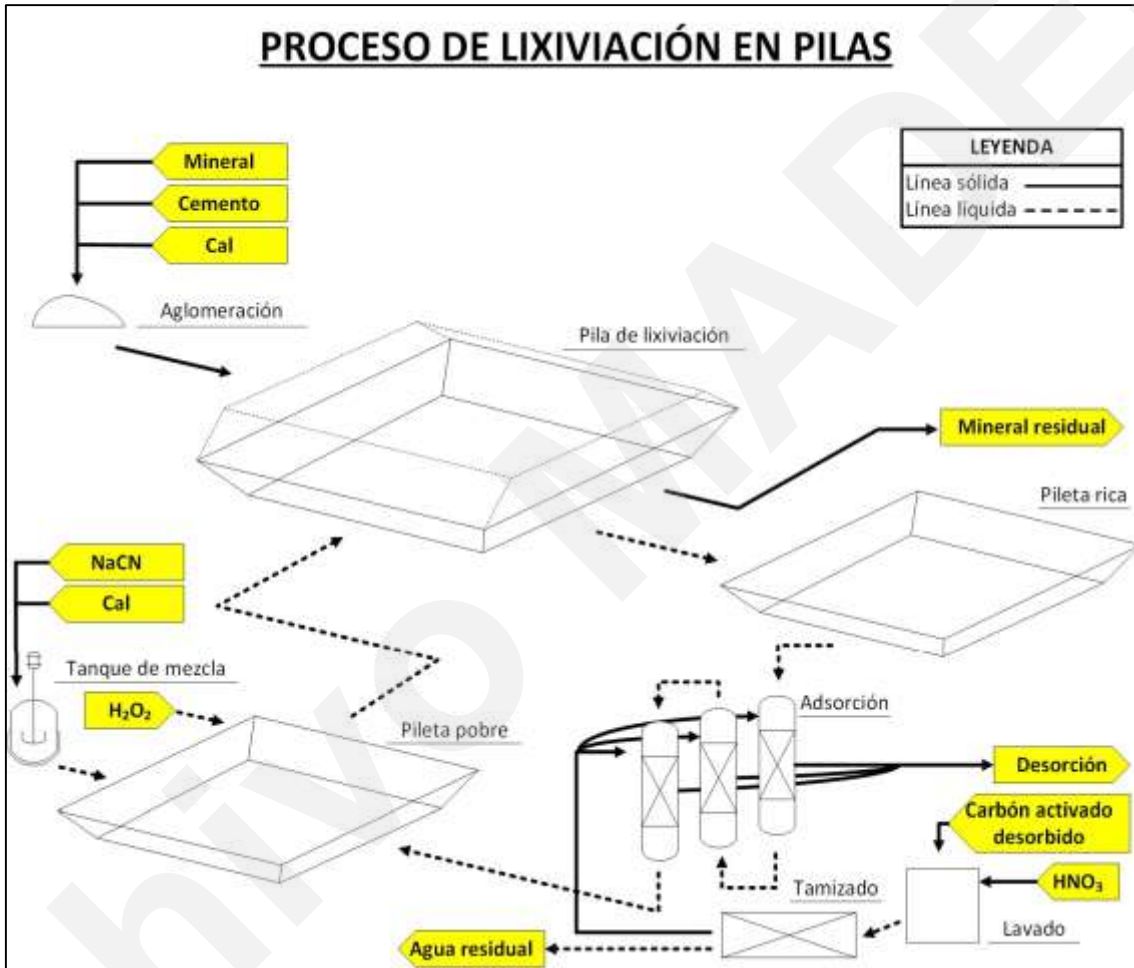 PROCESO DE LIXIVIACIÓN EN PILAS
LEYENDA
Línea sólida
Línea líquida
Mineral
Cemento
Cal
Aglomeración
Pila de lixiviación
Mineral residual
Pileta rica
NaCN
Cal
Tanque de mezcla
H₂O₂
Pileta pobre
Adsorción
Desorción
Carbón activado
desorbido
HNO₃
Tamizado
Lavado
Agua residual